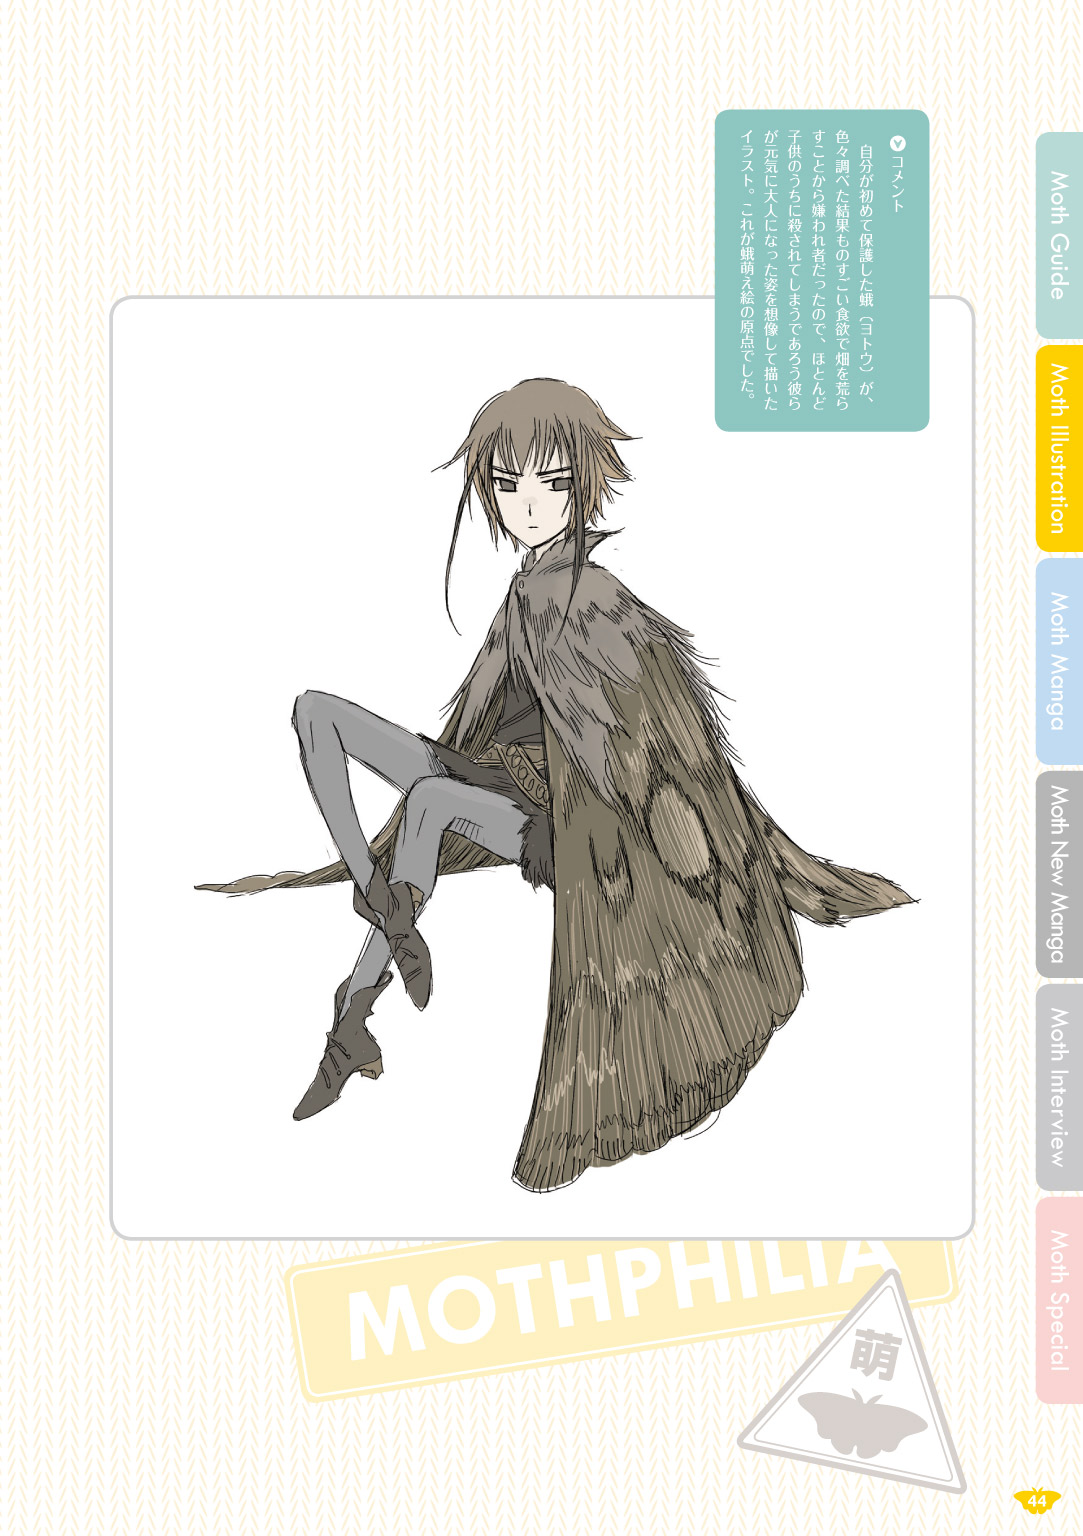 コメント
自分が初めて保護した蛾（ヨトウ）が、
色々調べた結果ものすごい食欲で畑を荒ら
すことから嫌われ者だったので、ほとんど
子供のうちに殺されてしまうであろう彼ら
が元気に大人になった姿を想像して描いた
イラスト。これが蛾萌え絵の原点でした。
Moth Guide
Moth Illustration
Moth Manga
Moth New Manga
Moth Interview
Moth Special
MOTHPHILIA
萌
44